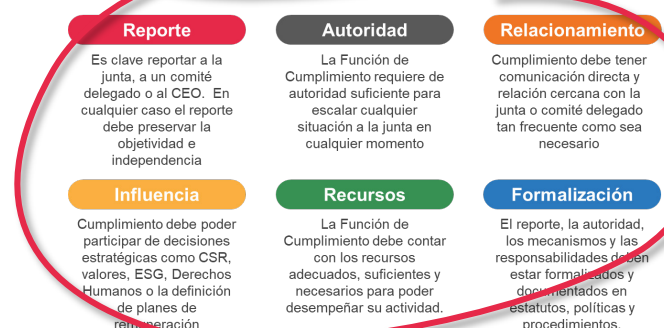 Reporte
Es clave reportar a la
junta, a un comité
delegado o al CEO. En
cualquier caso el reporte
debe preservar la
objetividad e
independencia
Autoridad
La Función de
Cumplimiento requiere de
autoridad suficiente para
escalar cualquier
situación a la junta en
cualquier momento
Relacionamiento
Cumplimiento debe tener
comunicación directa y
relación cercana con la
junta o comité delegado
tan frecuente como sea
necesario
Influencia
Cumplimiento debe poder
participar de decisiones
estratégicas como CSR,
valores, ESG, Derechos
Humanos o la definición
de planes de
remuneración
Recursos
La Función de
Cumplimiento debe contar
con los recursos
adecuados, suficientes y
necesarios para poder
desempeñar su actividad.
Formalización
El reporte, la autoridad,
los mecanismos y las
responsabilidades deben
estar formalizados y
documentados en
estatutos, políticas y
procedimientos.